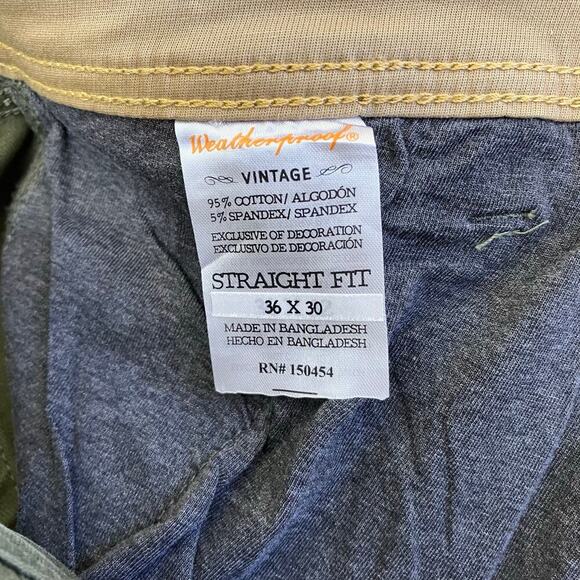 Weatherproof®
VINTAGE
95% COTTON/ ALGODÓN
5% SPANDEX/ SPANDEX
EXCLUSIVE OF DECORATION
EXCLUSIVO DE DECORACIÓN
STRAIGHT FIT
36 X 30
MADE IN BANGLADESH
HECHO EN BANGLADESH
RN# 150454